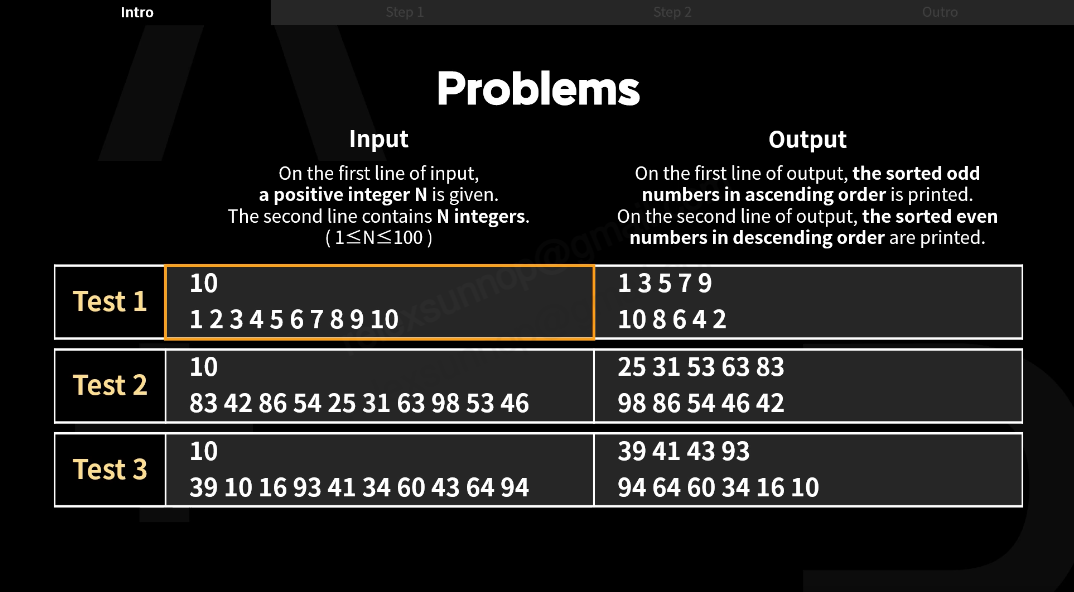 Intro
Step 1
Step 2
Outro
Problems
Input
On the first line of input,
a positive integer N is given.
The second line contains N integers.
( 1≤N≤100 )
Output
On the first line of output, the sorted odd
numbers in ascending order is printed.
On the second line of output, the sorted even
numbers in descending order are printed.
Test 1
10
1 2 3 4 5 6 7 8 9 10
1 3 5 7 9
10 8 6 4 2
Test 2
10
83 42 86 54 25 31 63 98 53 46
25 31 53 63 83
98 86 54 46 42
Test 3
10
39 10 16 93 41 34 60 43 64 94
39 41 43 93
94 64 60 34 16 10